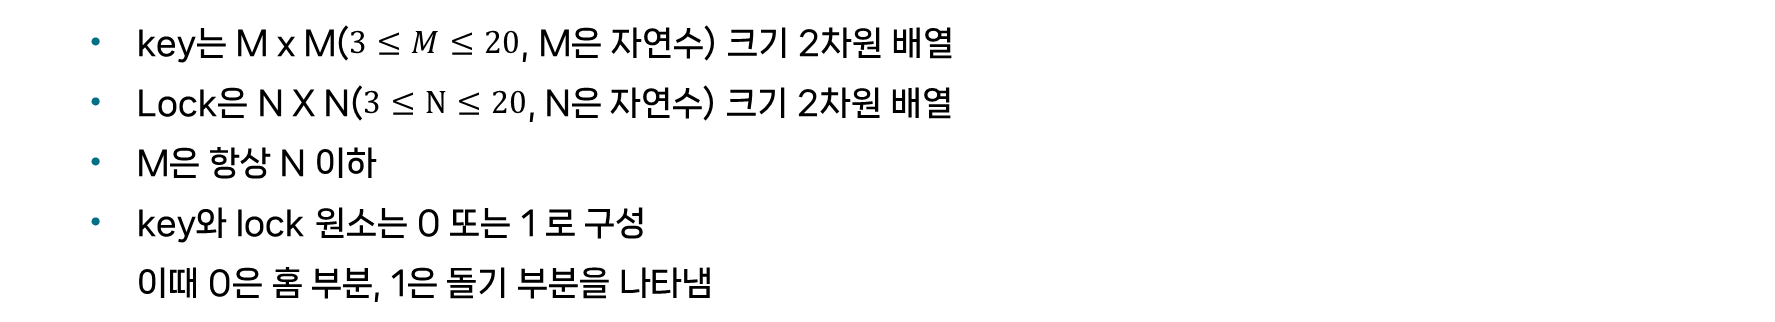 • key는 M x M(3 ≤ M ≤ 20, M은 자연수) 크기 2차원 배열
• Lock은 N X N(3 ≤ N ≤ 20, N은 자연수) 크기 2차원 배열
• M은 항상 N 이하
• key와 lock 원소는 0 또는 1 로 구성
이때 0은 홈 부분, 1은 돌기 부분을 나타냄